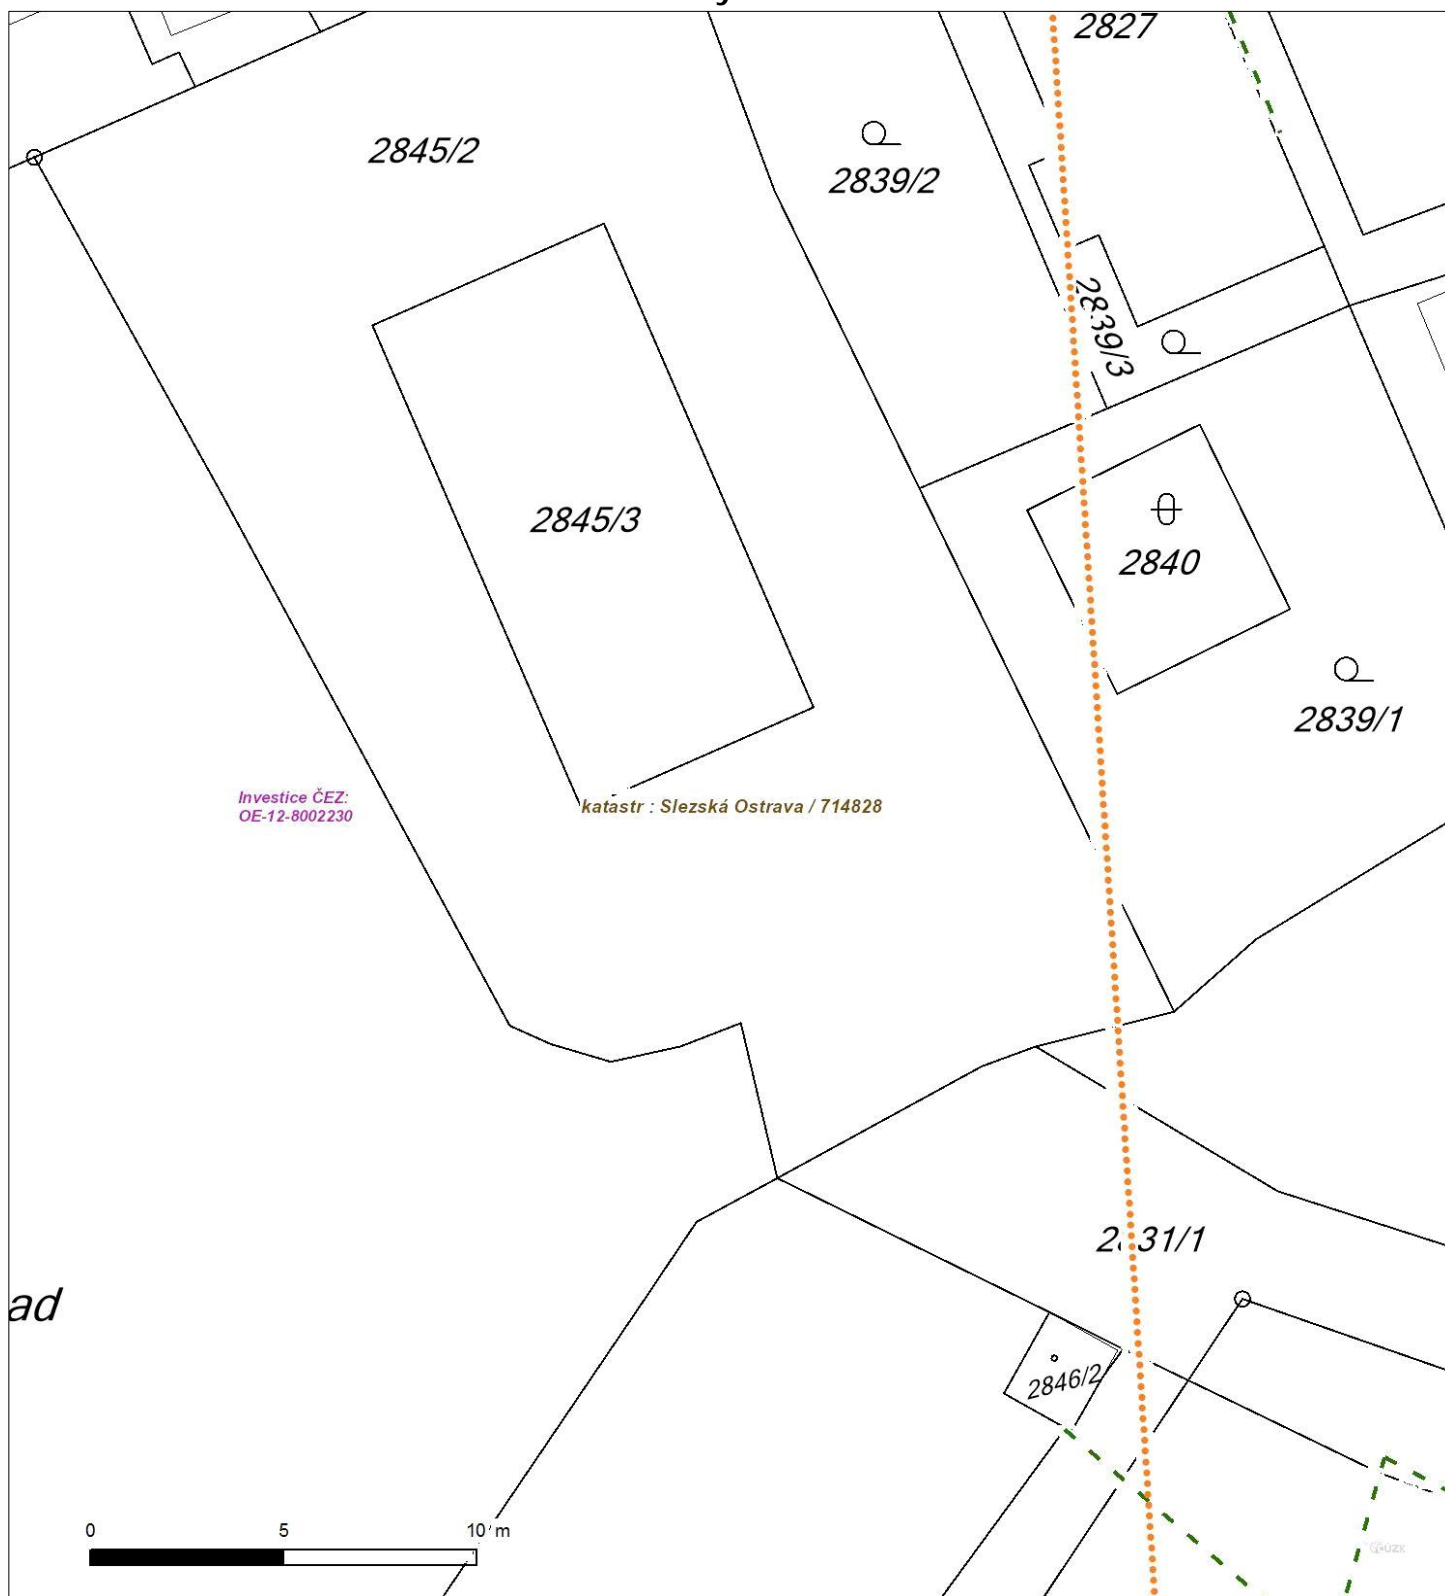 2827
2845/2
2839/2
2839/3
2845/3
2840
2839/1
Investice ČEZ:
OE-12-8002230
katastr : Slezská Ostrava / 714828
31/1
ad
2846/2
0 5 10 m
ČÚZK